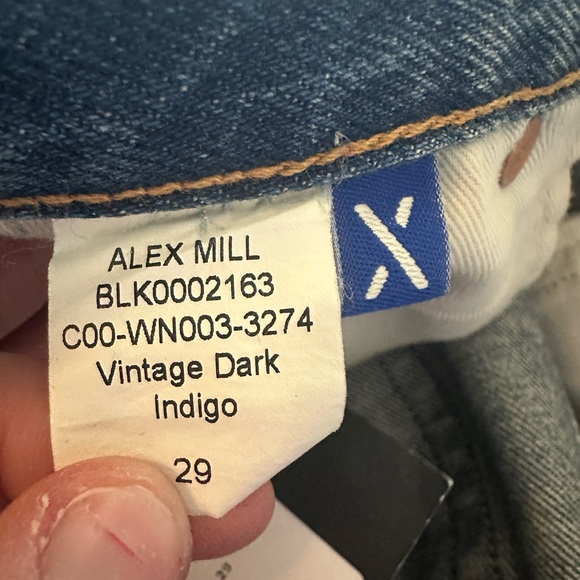 ALEX MILL
BLK0002163
C00-WN003-3274
Vintage Dark
Indigo
29